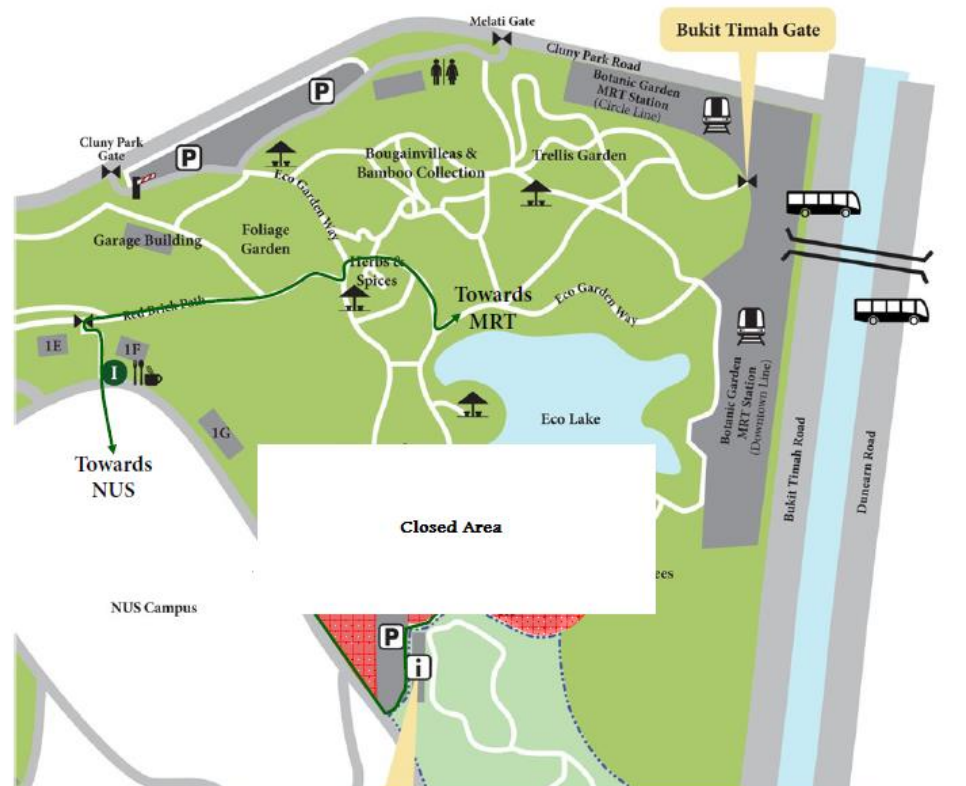 Melati Gate
Bukit Timah Gate
Cluny Park Road
Botanic Garden
MRT Station
(Circle Line)
P
Cluny Park
Gate
P
Bougainvilleas &
Bamboo Collection
Trellis Garden
Eco Garden Way
Foliage
Garden
Garage Building
Herbs &
Spices
Towards
MRT
Eco Garden Way
Red Brick Path
1E
1F
I
1G
Eco Lake
Botanic Garden
MRT Station
(Downtown Line)
Bukit Timah Road
Dunearn Road
Towards
NUS
Closed Area
ees
NUS Campus
P
i